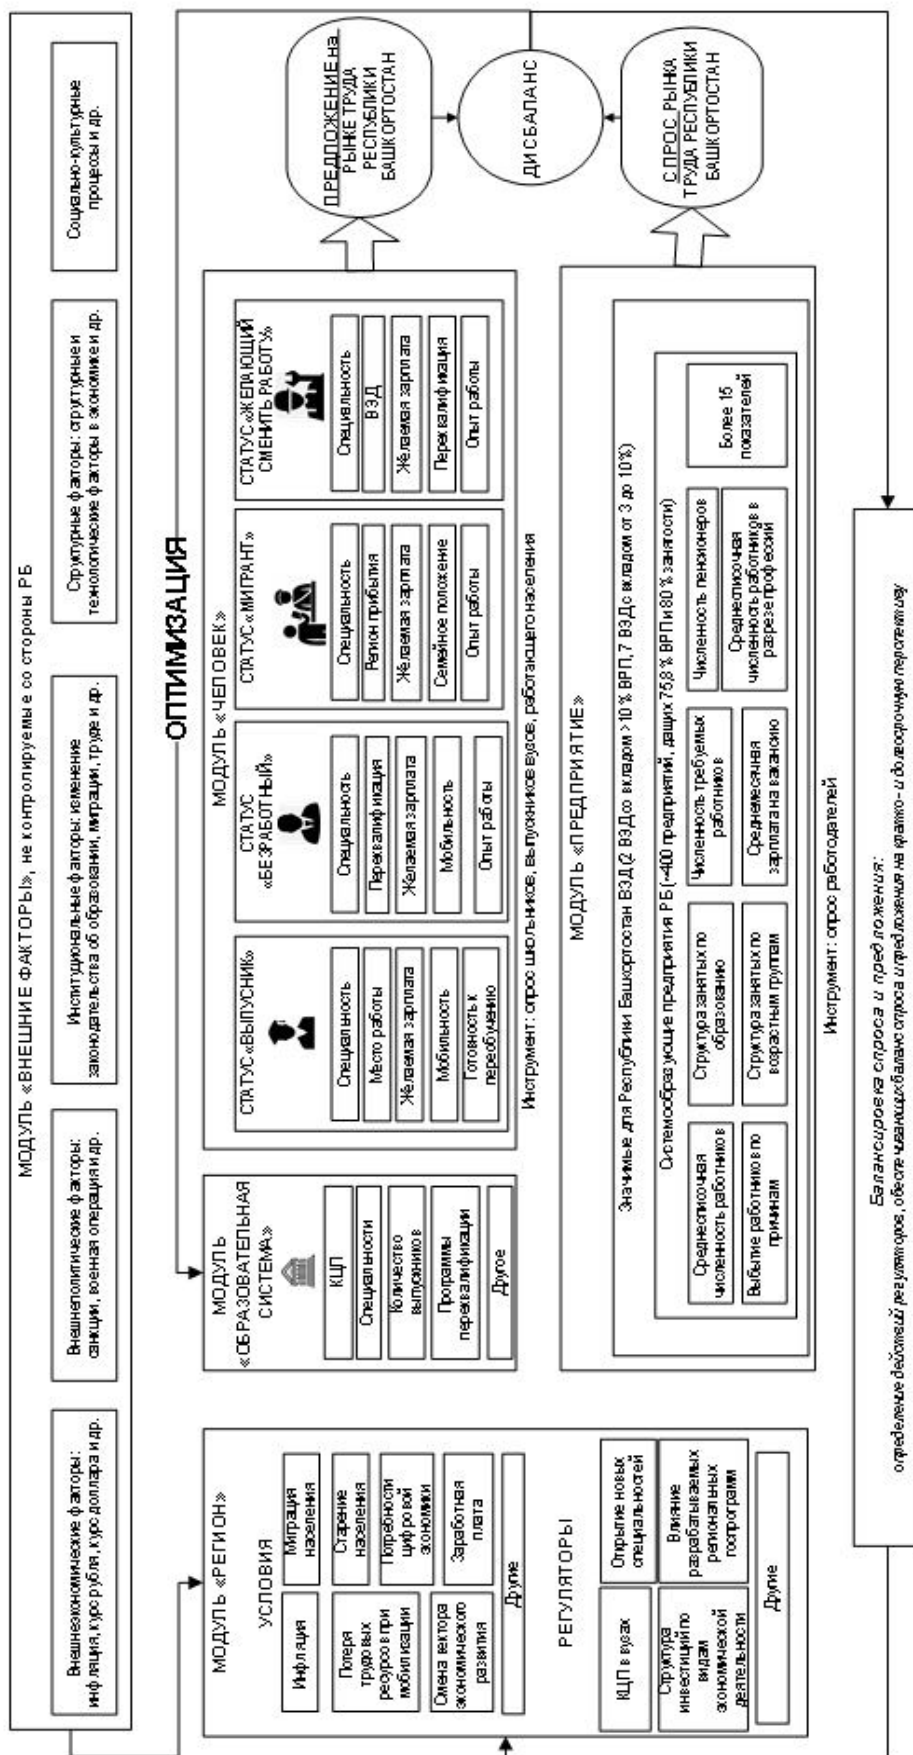 МОДУЛЬ «ВНЕШНИЕ ФАКТОРЫ», не контролируемые со стороны РБ
Внешнеэкономические факторы:
инфляция, курс рубля, курс доллара и др.
Внешнеполитические факторы:
санкции, военная операция и др.
Институциональные факторы: изменение
законодательства об образовании, миграции, труде и др.
Структурные факторы: структурные и
технологические факторы в экономике и др.
Социально-культурные
процессы и др.
ОПТИМИЗАЦИЯ
МОДУЛЬ «РЕГИОН»
УСЛОВИЯ
Инфляция
Миграция
населения
Потеря
трудовых
ресурсов при
мобилизации
Старение
населения
Потребности
цифровой
экономики
Смена вектора
экономического
развития
Заработная
плата
Другие
РЕГУЛЯТОРЫ
КЦП в вузах
Открытие новых
специальностей
Структура
инвестиций по
видам
экономической
деятельности
Влияние
разрабатываемых
региональных
госпрограмм
Другие
МОДУЛЬ
«ОБРАЗОВАТЕЛЬНАЯ
СИСТЕМА»
КЦП
Специальности
Количество
выпускников
Программы
переквалификации
Другое
МОДУЛЬ «ЧЕЛОВЕК»
СТАТУС «ВЫПУСНИК»
Специальность
Место работы
Желаемая зарплата
Мобильность
Готовность к
переобучению
СТАТУС
«БЕЗРАБОТНЫЙ»
Специальность
Переквалификация
Желаемая зарплата
Мобильность
Опыт работы
СТАТУС «МИГРАНТ»
Специальность
Регион прибытия
Желаемая зарплата
Семейное положение
Опыт работы
СТАТУС «ЖЕЛАЮЩИЙ
СМЕНИТЬ РАБОТУ»
Специальность
ВЭД
Желаемая зарплата
Переквалификация
Опыт работы
Инструмент: опрос школьников, выпускников вузов, работающего населения
ПРЕДЛОЖЕНИЕ на
РЫНКЕ ТРУДА
РЕСПУБЛИКИ
БАШКОРТОСТАН
ДИСБАЛАНС
СПРОС РЫНКА
ТРУДА РЕСПУБЛИКИ
БАШКОРТОСТАН
МОДУЛЬ «ПРЕДПРИЯТИЕ»
Значимые для Республики Башкортостан ВЭД (2 ВЭД со вкладом >10 % ВРП, 7 ВЭД с вкладом от 3 до 10%)
Системообразующие предприятия РБ (~400 предприятий, дащих 75,8 % ВРП и 80 % занятости)
Среднесписочная
численность работников
Структура занятых по
образованию
Численность требуемых
работников
Численность пенсионеров
Более 15
показателей
Выбытие работников по
причинам
Структура занятых по
возрастным группам
Среднемесячная
зарплата на вакансию
Среднесписочная
численность работников в
разрезе профессий
Инструмент: опрос работодателей
Балансировка спроса и предложения:
определение действий регуляторов, обеспечивающих баланс спроса и предложения на кратко- и долгосрочную перспективу